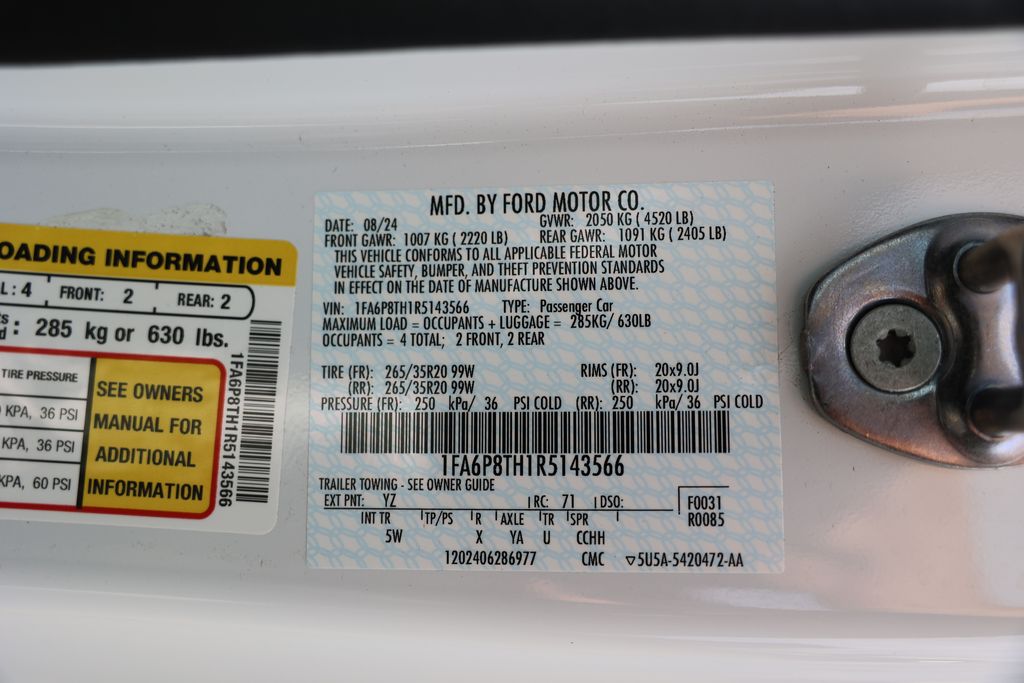 OADING INFORMATION
L: 4 FRONT: 2 REAR: 2
285 kg or 630 lbs.
TIRE PRESSURE
KPA, 36 PSI
KPA, 36 PSI
KPA, 60 PSI
SEE OWNERS
MANUAL FOR
ADDITIONAL
INFORMATION
1FA6P8TH1R5143566
MFD. BY FORD MOTOR CO.
DATE: 08/24 GVWR: 2050 KG ( 4520 LB)
FRONT GAWR: 1007 KG ( 2220 LB) REAR GAWR: 1091 KG ( 2405 LB)
THIS VEHICLE CONFORMS TO ALL APPLICABLE FEDERAL MOTOR
VEHICLE SAFETY, BUMPER, AND THEFT PREVENTION STANDARDS
IN EFFECT ON THE DATE OF MANUFACTURE SHOWN ABOVE.
VIN: 1FA6P8TH1R5143566 TYPE: Passenger Car
MAXIMUM LOAD = OCCUPANTS + LUGGAGE = 285KG/ 630LB
OCCUPANTS = 4 TOTAL; 2 FRONT, 2 REAR
TIRE (FR): 265/35R20 99W RIMS (FR): 20x9.0J
(RR): 265/35R20 99W (RR): 20x9.0J
PRESSURE (FR): 250 kPa/ 36 PSI COLD (RR): 250 kPa/ 36 PSI COLD
1FA6P8TH1R5143566
TRAILER TOWING - SEE OWNER GUIDE
EXT PNT: YZ RC: 71 DSO: F0031
R0085
INT TR TP/PS R AXLE TR SPR
5W X YA U CCHH
1202406286977 CMC ▽5U5A-5420472-AA